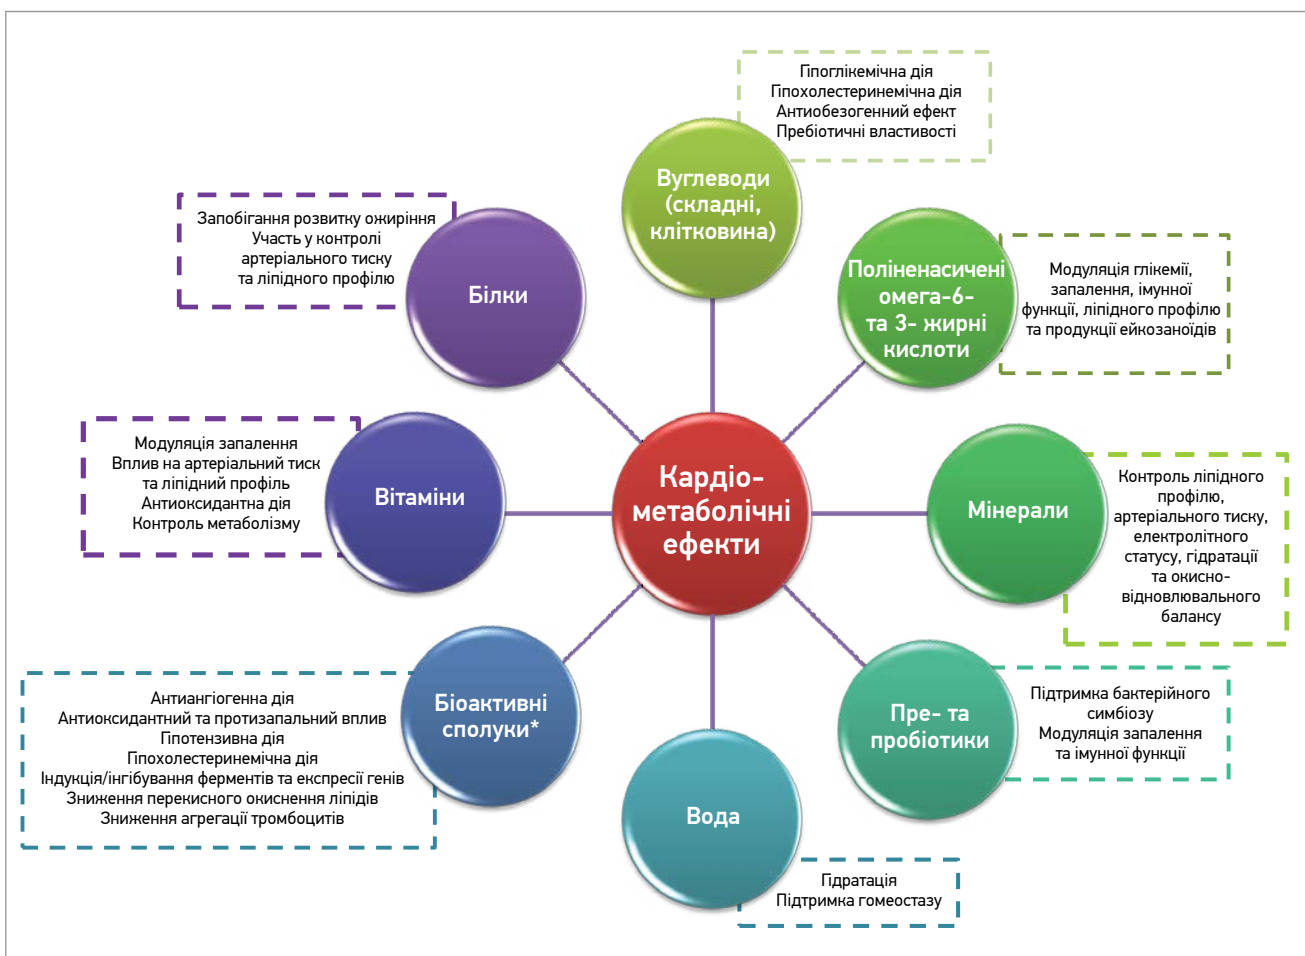 Гіпоглікемічна дія
Гіпохолестеринемічна дія
Антиобезогенний ефект
Пребіотичні властивості
Вуглеводи
(складні,
клітковина)
Поліненасичені
омега-6-
та 3- жирні
кислоти
Модуляція глікемії,
запалення, імунної
функції, ліпідного профілю
та продукції ейкозаноїдів
Мінерали
Контроль ліпідного
профілю,
артеріального тиску,
електролітного
статусу, гідратації
та окисно-
відновлювального
балансу
Пре- та
пробіотики
Підтримка бактерійного
симбіозу
Модуляція запалення
та імунної функції
Вода
Гідратація
Підтримка гомеостазу
Біоактивні
сполуки*
Антиангіогенна дія
Антиоксидантний та протизапальний вплив
Гіпотензивна дія
Гіпохолестеринемічна дія
Індукція/інгібування ферментів та експресії генів
Зниження перекисного окиснення ліпідів
Зниження агрегації тромбоцитів
Вітаміни
Модуляція запалення
Вплив на артеріальний тиск
та ліпідний профіль
Антиоксидантна дія
Контроль метаболізму
Білки
Запобігання розвитку ожиріння
Участь у контролі
артеріального тиску
та ліпідного профілю
Кардіо-
метаболічні
ефекти